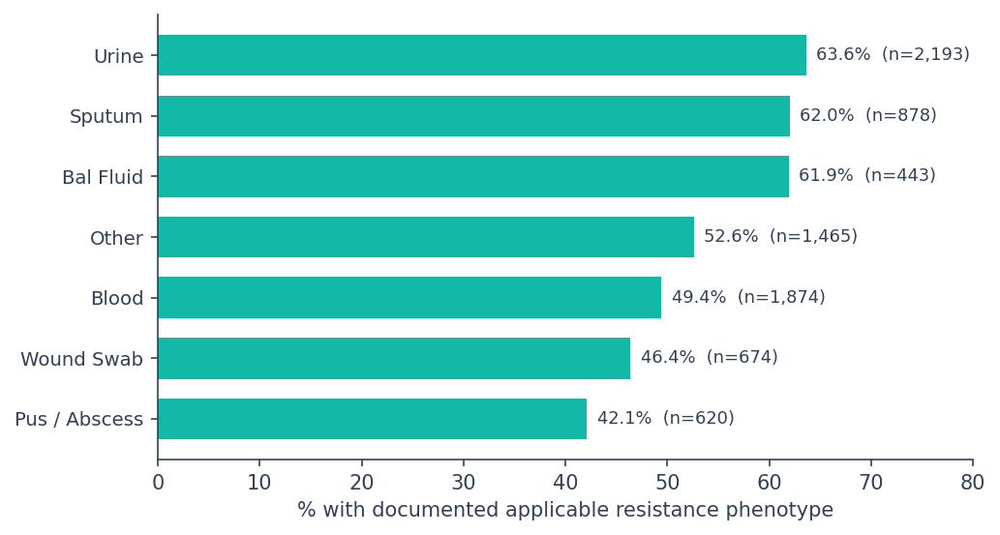 Urine 63.6% (n=2,193)
Sputum 62.0% (n=878)
Bal Fluid 61.9% (n=443)
Other 52.6% (n=1,465)
Blood 49.4% (n=1,874)
Wound Swab 46.4% (n=674)
Pus / Abscess 42.1% (n=620)
0 10 20 30 40 50 60 70 80
% with documented applicable resistance phenotype